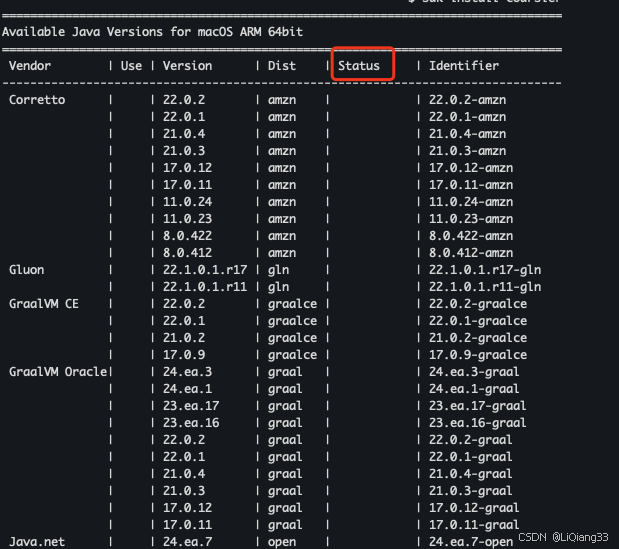 $ sdk install coursier
================================================================================
Available Java Versions for macOS ARM 64bit
================================================================================
Vendor | Use | Version | Dist | Status | Identifier
--------------------------------------------------------------------------------
Corretto | | 22.0.2 | amzn | | 22.0.2-amzn
| | 22.0.1 | amzn | | 22.0.1-amzn
| | 21.0.4 | amzn | | 21.0.4-amzn
| | 21.0.3 | amzn | | 21.0.3-amzn
| | 17.0.12 | amzn | | 17.0.12-amzn
| | 17.0.11 | amzn | | 17.0.11-amzn
| | 11.0.24 | amzn | | 11.0.24-amzn
| | 11.0.23 | amzn | | 11.0.23-amzn
| | 8.0.422 | amzn | | 8.0.422-amzn
| | 8.0.412 | amzn | | 8.0.412-amzn
Gluon | | 22.1.0.1.r17 | gln | | 22.1.0.1.r17-gln
| | 22.1.0.1.r11 | gln | | 22.1.0.1.r11-gln
GraalVM CE | | 22.0.2 | graalce | | 22.0.2-graalce
| | 22.0.1 | graalce | | 22.0.1-graalce
| | 21.0.2 | graalce | | 21.0.2-graalce
| | 17.0.9 | graalce | | 17.0.9-graalce
GraalVM Oracle| | 24.ea.3 | graal | | 24.ea.3-graal
| | 24.ea.1 | graal | | 24.ea.1-graal
| | 23.ea.17 | graal | | 23.ea.17-graal
| | 23.ea.16 | graal | | 23.ea.16-graal
| | 22.0.2 | graal | | 22.0.2-graal
| | 22.0.1 | graal | | 22.0.1-graal
| | 21.0.4 | graal | | 21.0.4-graal
| | 21.0.3 | graal | | 21.0.3-graal
| | 17.0.12 | graal | | 17.0.12-graal
| | 17.0.11 | graal | | 17.0.11-graal
Java.net | | 24.ea.7 | open | | 24.ea.7-open
CSDN @LiQiang33